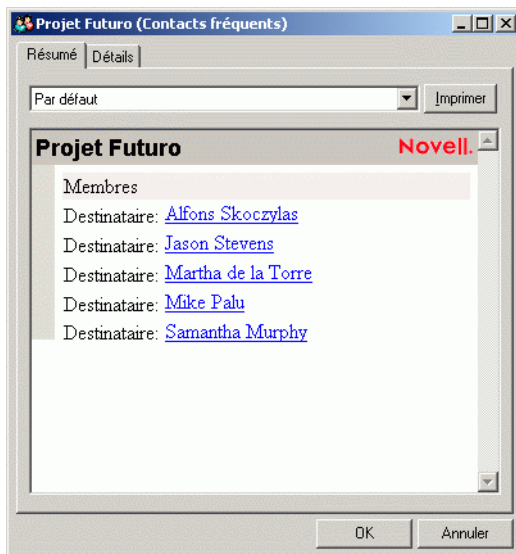 Projet Futuro (Contacts fréquents)
Résumé Détails
Par défaut Imprimer
Projet Futuro Novell.
Membres
Destinataire: Alfons Skoczylas
Destinataire: Jason Stevens
Destinataire: Martha de la Torre
Destinataire: Mike Palu
Destinataire: Samantha Murphy
OK Annuler